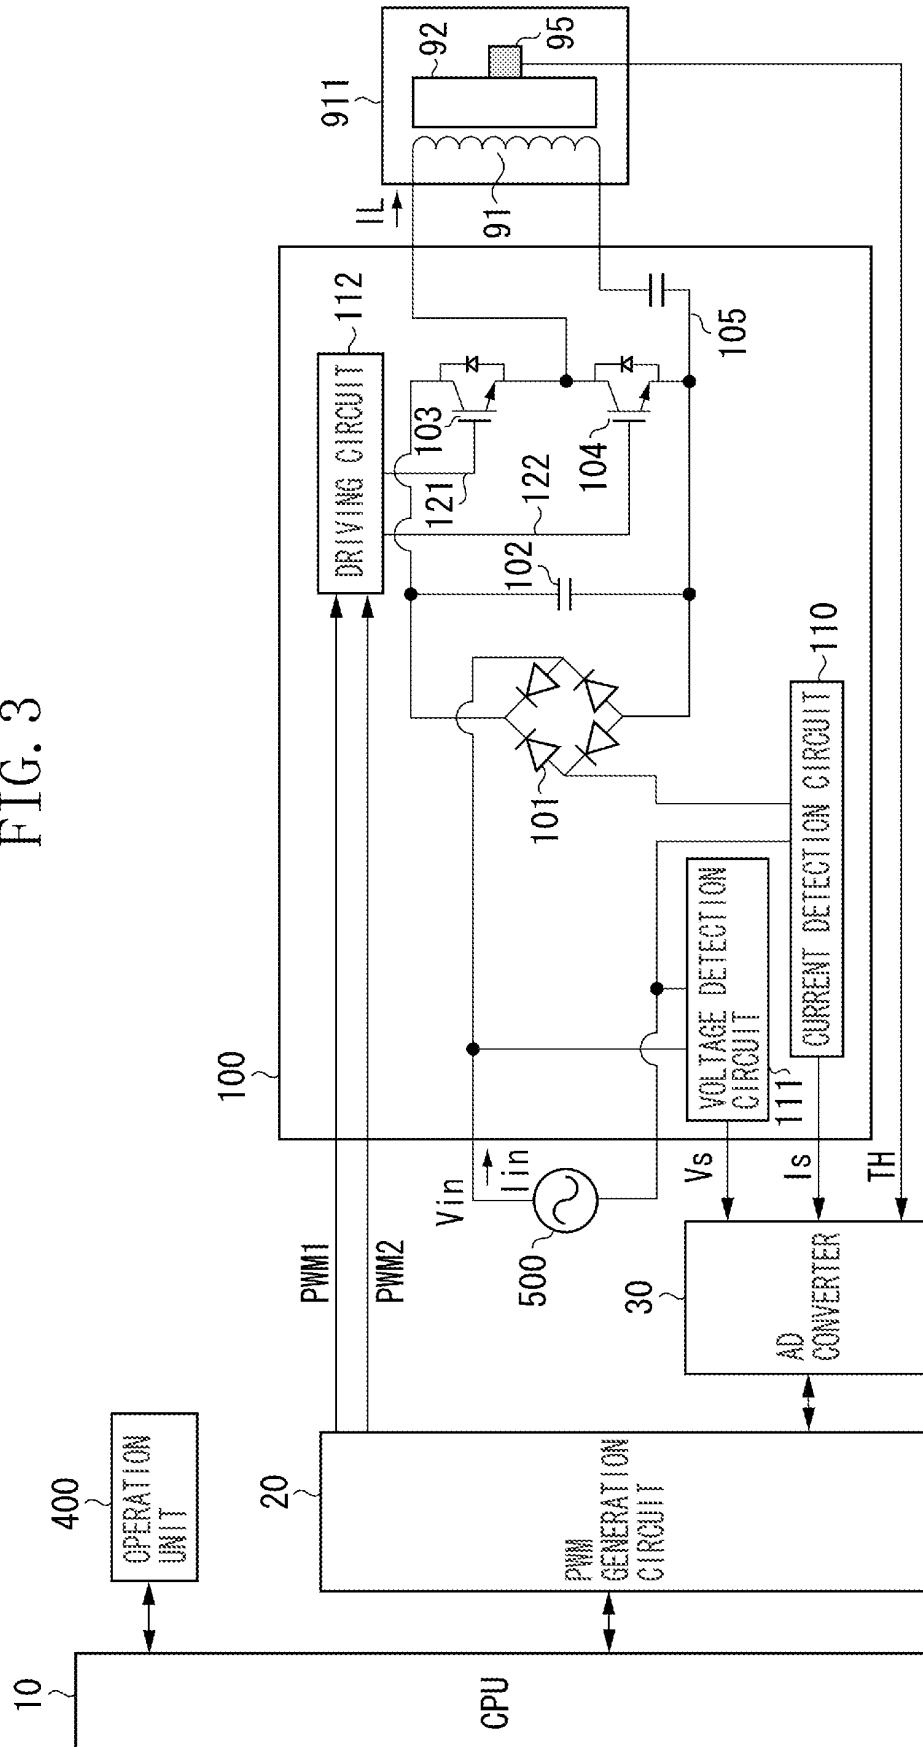 FIG. 3
10
CPU
400
OPERATION
UNIT
20
PWM
GENERATION
CIRCUIT
PWM1
PWM2
30
AD
CONVERTER
500
Vin
Iin
Vs
Is
TH
100
VOLTAGE DETECTION
CIRCUIT
111
CURRENT DETECTION CIRCUIT
110
101
102
DRIVING CIRCUIT
112
121
122
103
104
105
IL
911
91
92
95